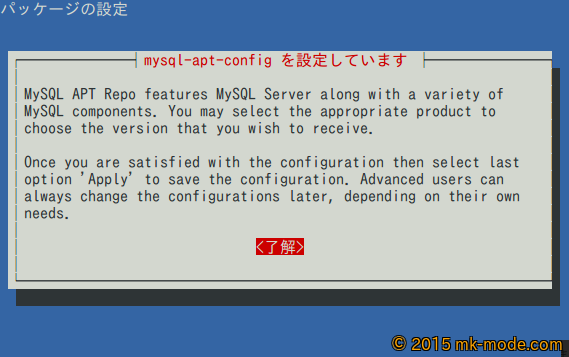 パッケージの設定
mysql-apt-config を設定しています
MySQL APT Repo features MySQL Server along with a variety of
MySQL components. You may select the appropriate product to
choose the version that you wish to receive.
Once you are satisfied with the configuration then select last
option 'Apply' to save the configuration. Advanced users can
always change the configurations later, depending on their own
needs.
<了解>
© 2015 mk-mode.com